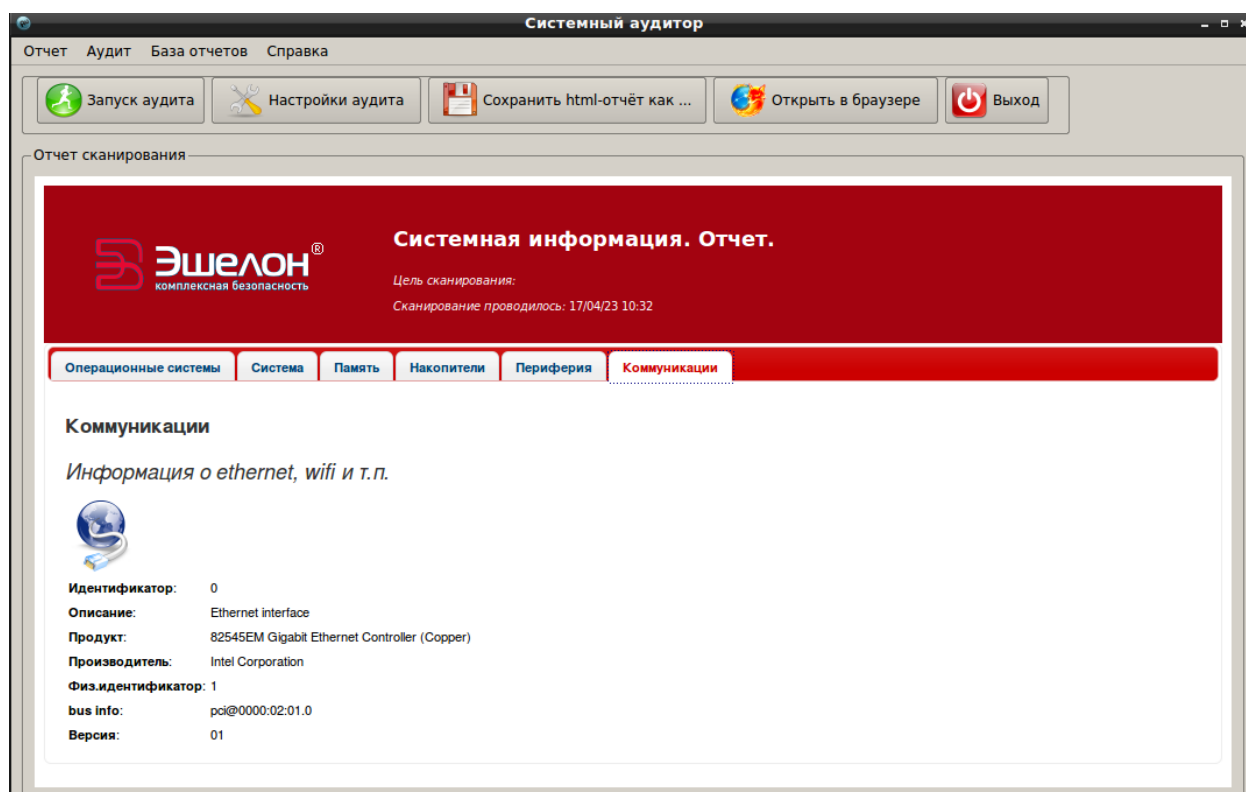 Системный аудитор
Отчет Аудит База отчетов Справка
Запуск аудита Настройки аудита Сохранить html-отчёт как ... Открыть в браузере Выход
Отчет сканирования
Эшелон®
комплексная безопасность
Системная информация. Отчет.
Цель сканирования:
Сканирование проводилось: 17/04/23 10:32
Операционные системы Система Память Накопители Периферия Коммуникации
Коммуникации
Информация о ethernet, wifi и т.п.
Идентификатор: 0
Описание: Ethernet interface
Продукт: 82545EM Gigabit Ethernet Controller (Copper)
Производитель: Intel Corporation
Физ.идентификатор: 1
bus info: pci@0000:02:01.0
Версия: 01